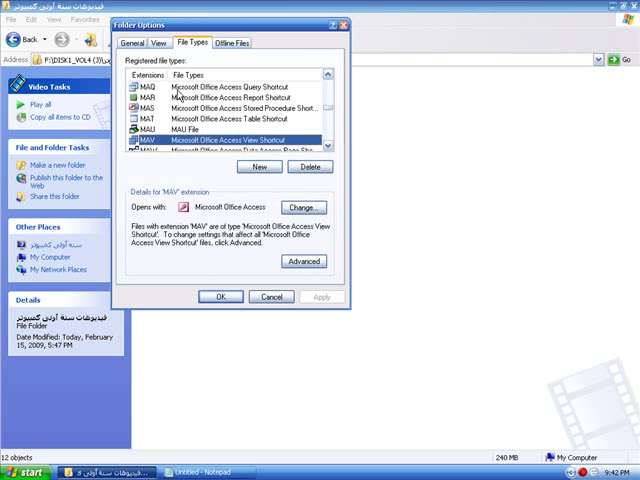 فيديوهات سنة أولى كمبيوتر
File
Edit
View
Favorites
Back
Address
F:\DISK1_VOL4
Go
Video Tasks
Play all
Copy all items to CD
File and Folder Tasks
Make a new folder
Publish this folder to the
Web
Share this folder
Other Places
سنة أولى كمبيوتر
My Computer
My Network Places
Details
فيديوهات سنة أولى كمبيوتر
File Folder
Date Modified: Today, February
15, 2009, 5:47 PM
Folder Options
General
View
File Types
Offline Files
Registered file types:
Extensions File Types
MAQ Microsoft Office Access Query Shortcut
MAR Microsoft Office Access Report Shortcut
MAS Microsoft Office Access Stored Procedure Short...
MAT Microsoft Office Access Table Shortcut
MAU MAU File
MAV Microsoft Office Access View Shortcut
New
Delete
Details for 'MAV' extension
Opens with: Microsoft Office Access
Change...
Files with extension 'MAV' are of type 'Microsoft Office Access View
Shortcut'. To change settings that affect all 'Microsoft Office
Access View Shortcut' files, click Advanced.
Advanced
OK
Cancel
Apply
12 objects
240 MB
My Computer
start
فيديوهات سنة أولى ك...
Untitled - Notepad
9:42 PM